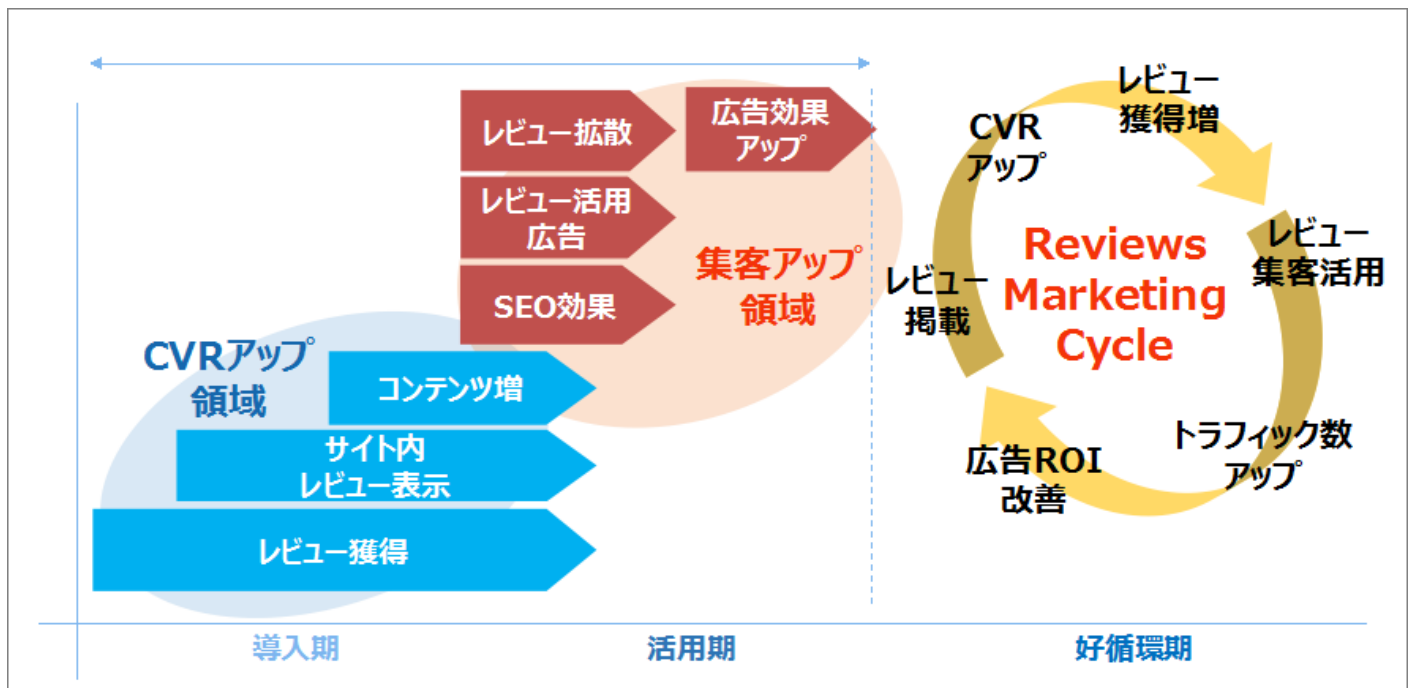 レビュー拡散
広告効果
アップ
レビュー活用
広告
SEO効果
集客アップ
領域
CVRアップ
領域
コンテンツ増
サイト内
レビュー表示
レビュー獲得
導入期
活用期
好循環期
レビュー
獲得増
CVR
アップ
レビュー
集客活用
Reviews
Marketing
Cycle
レビュー
掲載
トラフィック数
アップ
広告ROI
改善